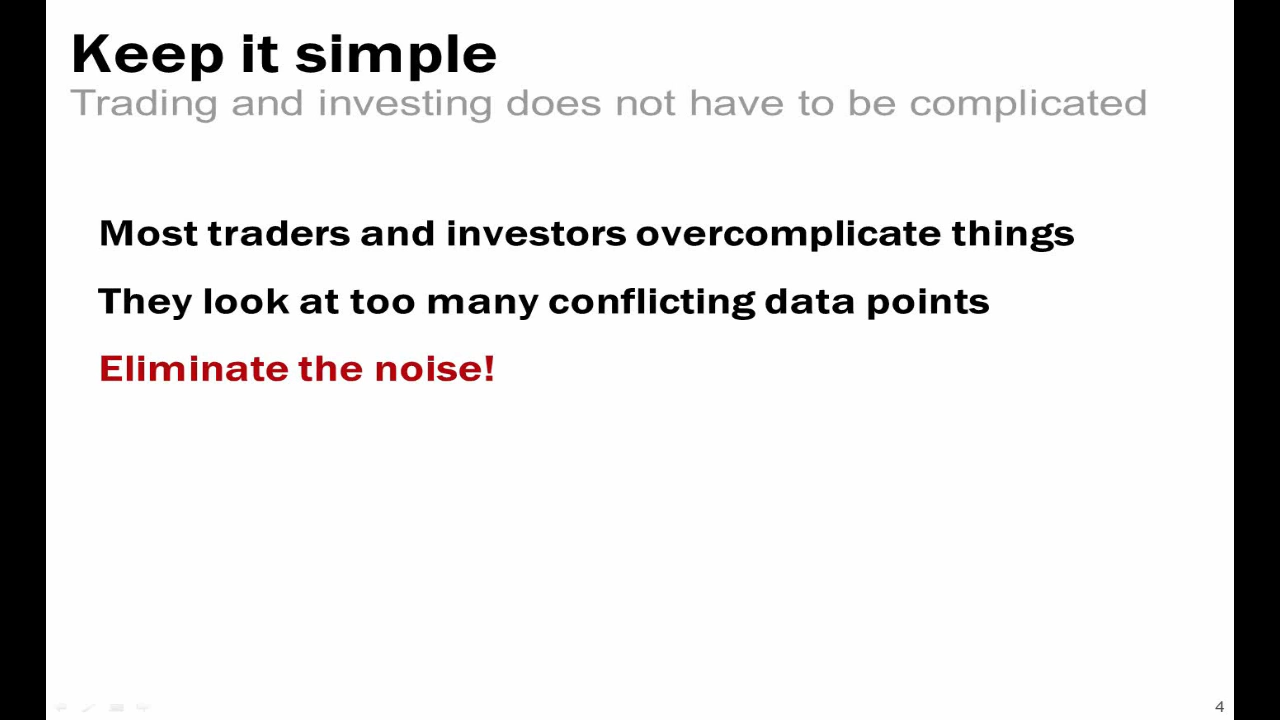 Keep it simple
Trading and investing does not have to be complicated
Most traders and investors overcomplicate things
They look at too many conflicting data points
Eliminate the noise!
4